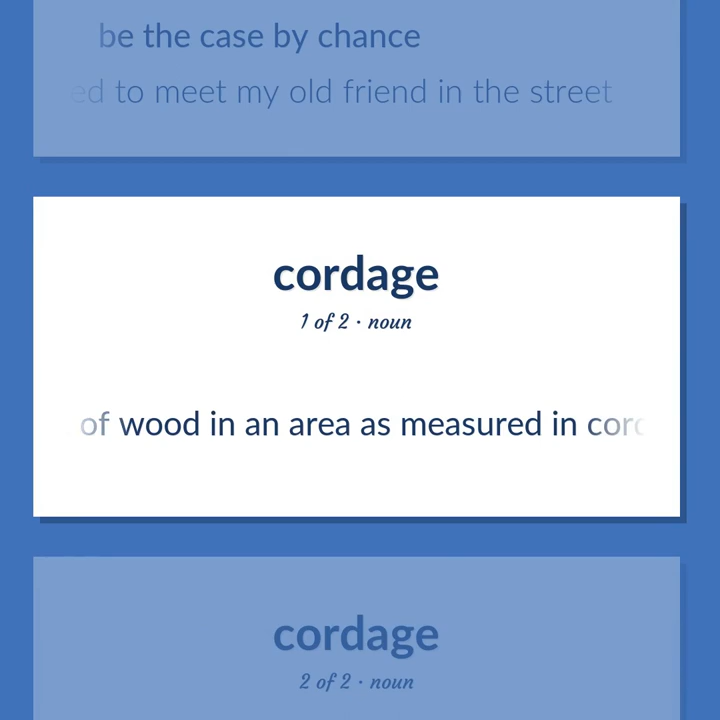 be the case by chance
to meet my old friend in the street
cordage
1 of 2 · noun
of wood in an area as measured in
cordage
2 of 2 · noun